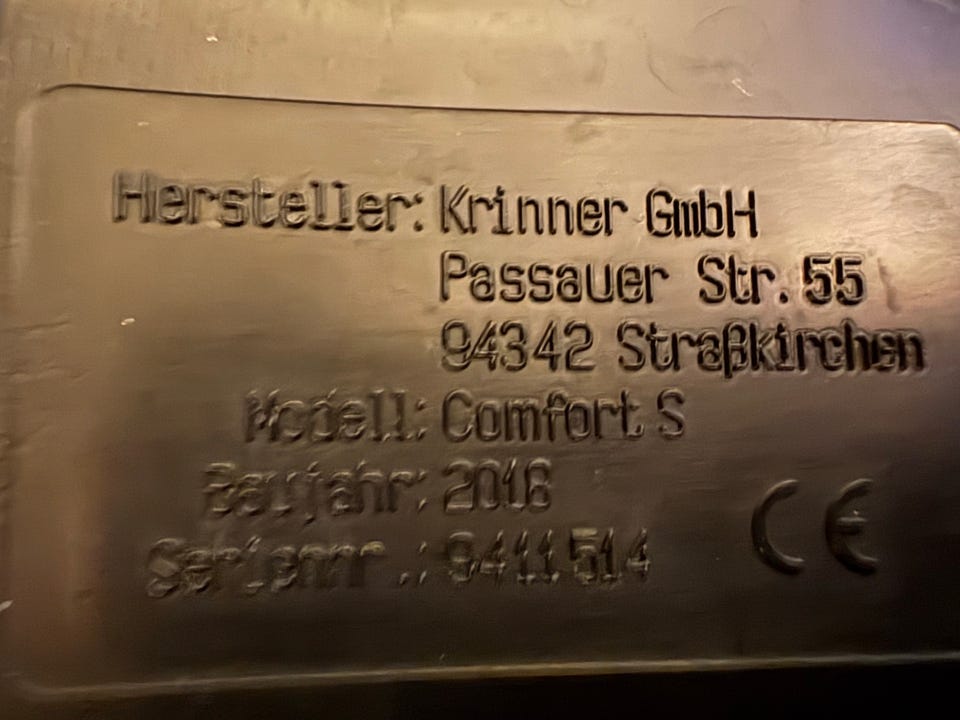 Hersteller: Krinner GmbH
Passauer Str. 55
94342 Straßkirchen
Modell: Comfort S
Baujahr: 2018
Seriennr.: 9411514
CE